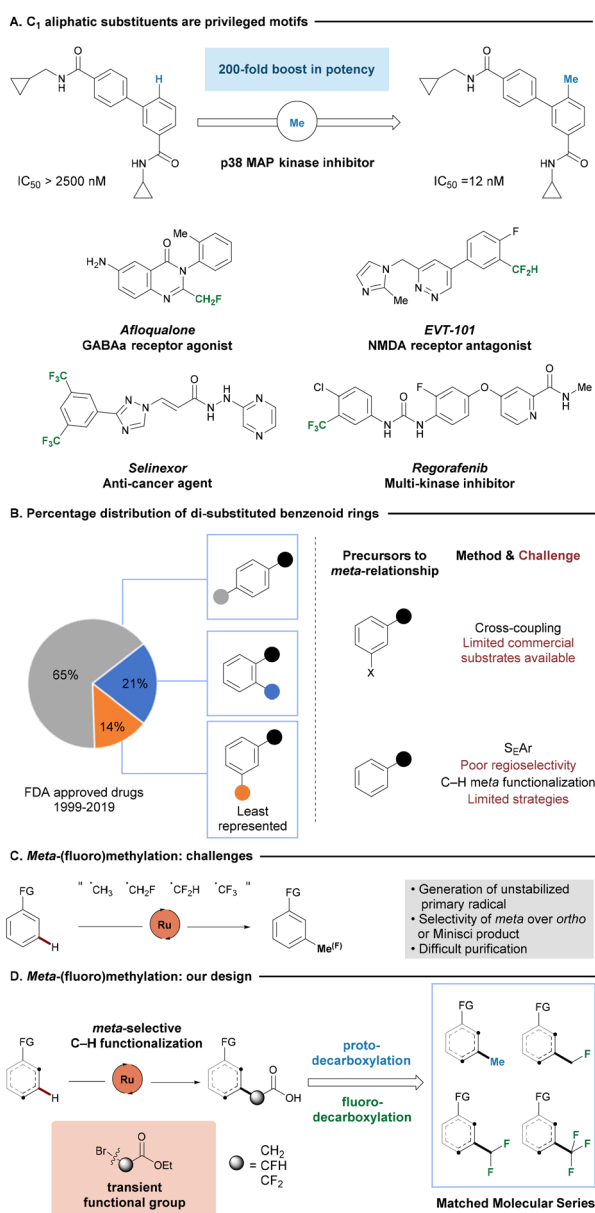 A. C₁ aliphatic substituents are privileged motifs
O
N
H
H
HN
O
IC₅₀ > 2500 nM
200-fold boost in potency
Me
p38 MAP kinase inhibitor
O
N
H
Me
HN
O
IC₅₀ =12 nM
Me
O
H₂N
N
N
CH₂F
Afloqualone
GABAa receptor agonist
F
CF₂H
N
N
Me
N
N
EVT-101
NMDA receptor antagonist
F₃C
F₃C
N
N
N
O
H
N
N
H
N
N
Selinexor
Anti-cancer agent
Cl
F₃C
N
H
O
N
H
F
O
N
O
N
H
Me
Regorafenib
Multi-kinase inhibitor
B. Percentage distribution of di-substituted benzenoid rings
65%
21%
14%
FDA approved drugs
1999-2019
Least
represented
Precursors to
meta-relationship
Method & Challenge
X
Cross-coupling
Limited commercial
substrates available
SEAr
Poor regioselectivity
C–H meta functionalization
Limited strategies
C. Meta-(fluoro)methylation: challenges
FG
H
" •CH₃ •CH₂F •CF₂H •CF₃ "
Ru
FG
Me⁽ᶠ⁾
• Generation of unstabilized
primary radical
• Selectivity of meta over ortho
or Minisci product
• Difficult purification
D. Meta-(fluoro)methylation: our design
FG
H
meta-selective
C–H functionalization
Ru
FG
O
OH
Br
O
OEt
transient
functional group
= CH₂
CFH
CF₂
proto-
decarboxylation
fluoro-
decarboxylation
FG
Me
FG
F
FG
F
F
FG
F
F
F
Matched Molecular Series